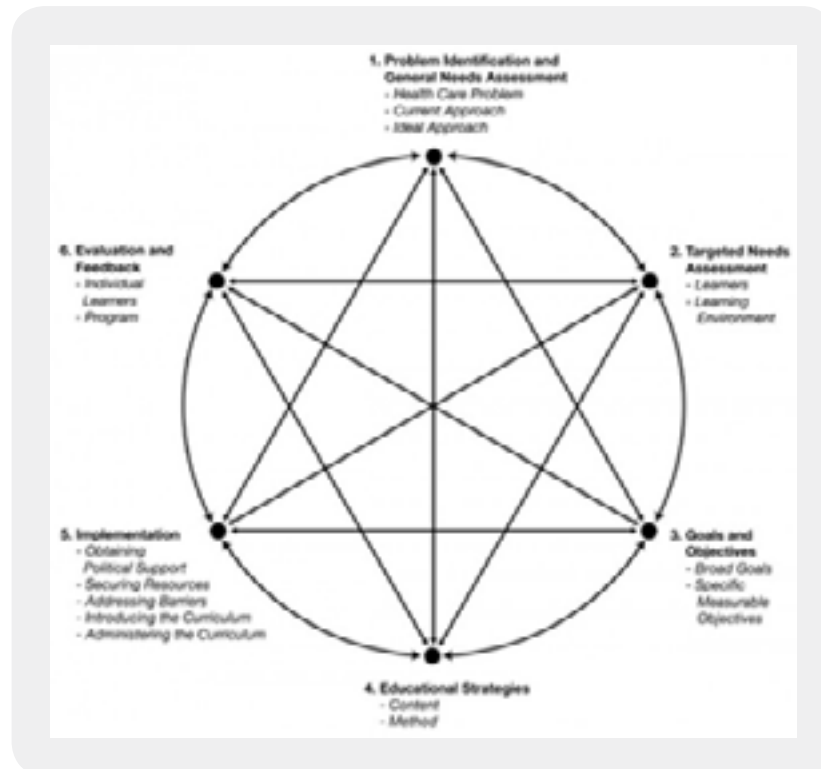 1. Problem Identification and
General Needs Assessment
- Health Care Problem
- Current Approach
- Ideal Approach
6. Evaluation and
Feedback
- Individual
Learners
- Program
2. Targeted Needs
Assessment
- Learners
- Learning
Environment
5. Implementation
- Obtaining
Political Support
- Securing Resources
- Addressing Barriers
- Introducing the Curriculum
- Administering the Curriculum
3. Goals and
Objectives
- Broad Goals
- Specific
Measurable
Objectives
4. Educational Strategies
- Content
- Method